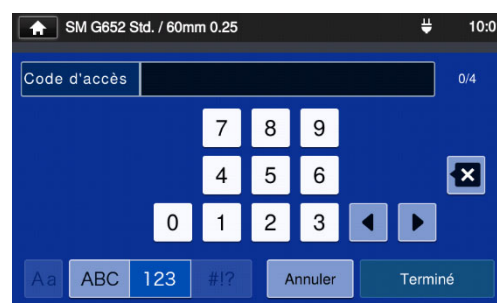 SM G652 Std. / 60mm 0.25 10:0
Code d'accès 0/4
7 8 9
4 5 6
0 1 2 3
Aa ABC 123 #!? Annuler Terminé